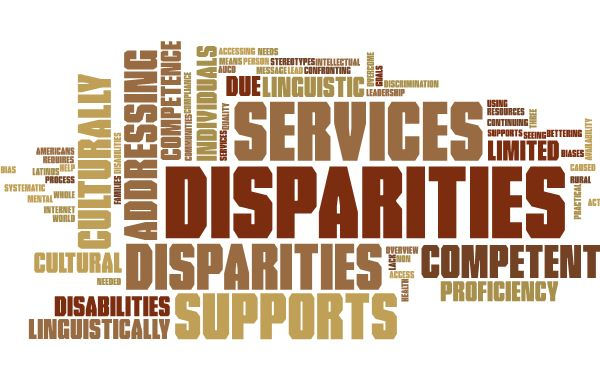 ACCESSING NEEDS
MEANS PERSON STEREOTYPES INTELLECTUAL
AUCD MESSAGE LEAD CONFRONTING
OVERCOME
GOALS
DUE LINGUISTIC DISCRIMINATION
LEADERSHIP
CULTURALLY
ADDRESSING
COMPETENCE
COMMUNITIES
COMPLIANCE
INDIVIDUALS
SERVICES
QUALITY
SERVICES
USING
RESOURCES
CONTINUING
THREE
SUPPORTS SEEING BETTERING
LIMITED BIASES
AVAILABILITY
AMERICANS
REQUIRES
LATINOS HELP
PROCESS
BIAS
SYSTEMATIC WHOLE
MENTAL
INTERNET
WORLD
FAMILIES
DISABILITIES
DISPARITIES
CAUSED
RURAL
PRACTICAL
ACT
CULTURAL
NEEDED
DISPARITIES
OVERVIEW
LACK
NON
ACCESS
HEALTH
COMPETENT
PROFICIENCY
DISABILITIES
LINGUISTICALLY
SUPPORTS